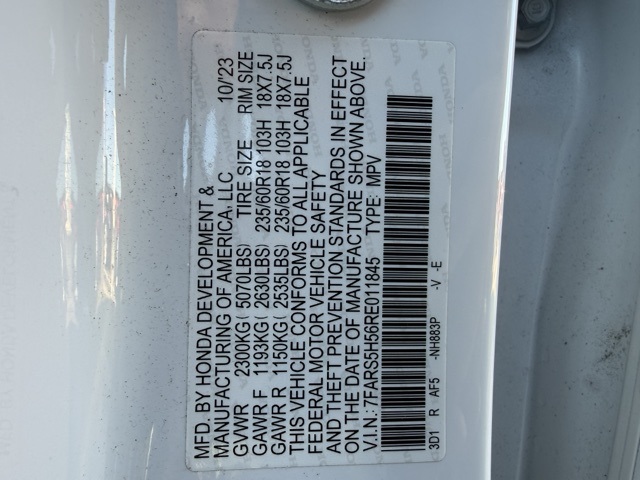 MFD. BY HONDA DEVELOPMENT &
MANUFACTURING OF AMERICA, LLC 10/23
GVWR 2300KG( 5070LBS) TIRE SIZE RIM SIZE
GAWR F 1193KG( 2630LBS) 235/60R18 103H 18X7.5J
GAWR R 1150KG( 2535LBS) 235/60R18 103H 18X7.5J
THIS VEHICLE CONFORMS TO ALL APPLICABLE
FEDERAL MOTOR VEHICLE SAFETY
AND THEFT PREVENTION STANDARDS IN EFFECT
ON THE DATE OF MANUFACTURE SHOWN ABOVE.
V.I.N.: 7FARS5H56RE011845 TYPE: MPV
3D1 R AF5 -NH883P -V -E